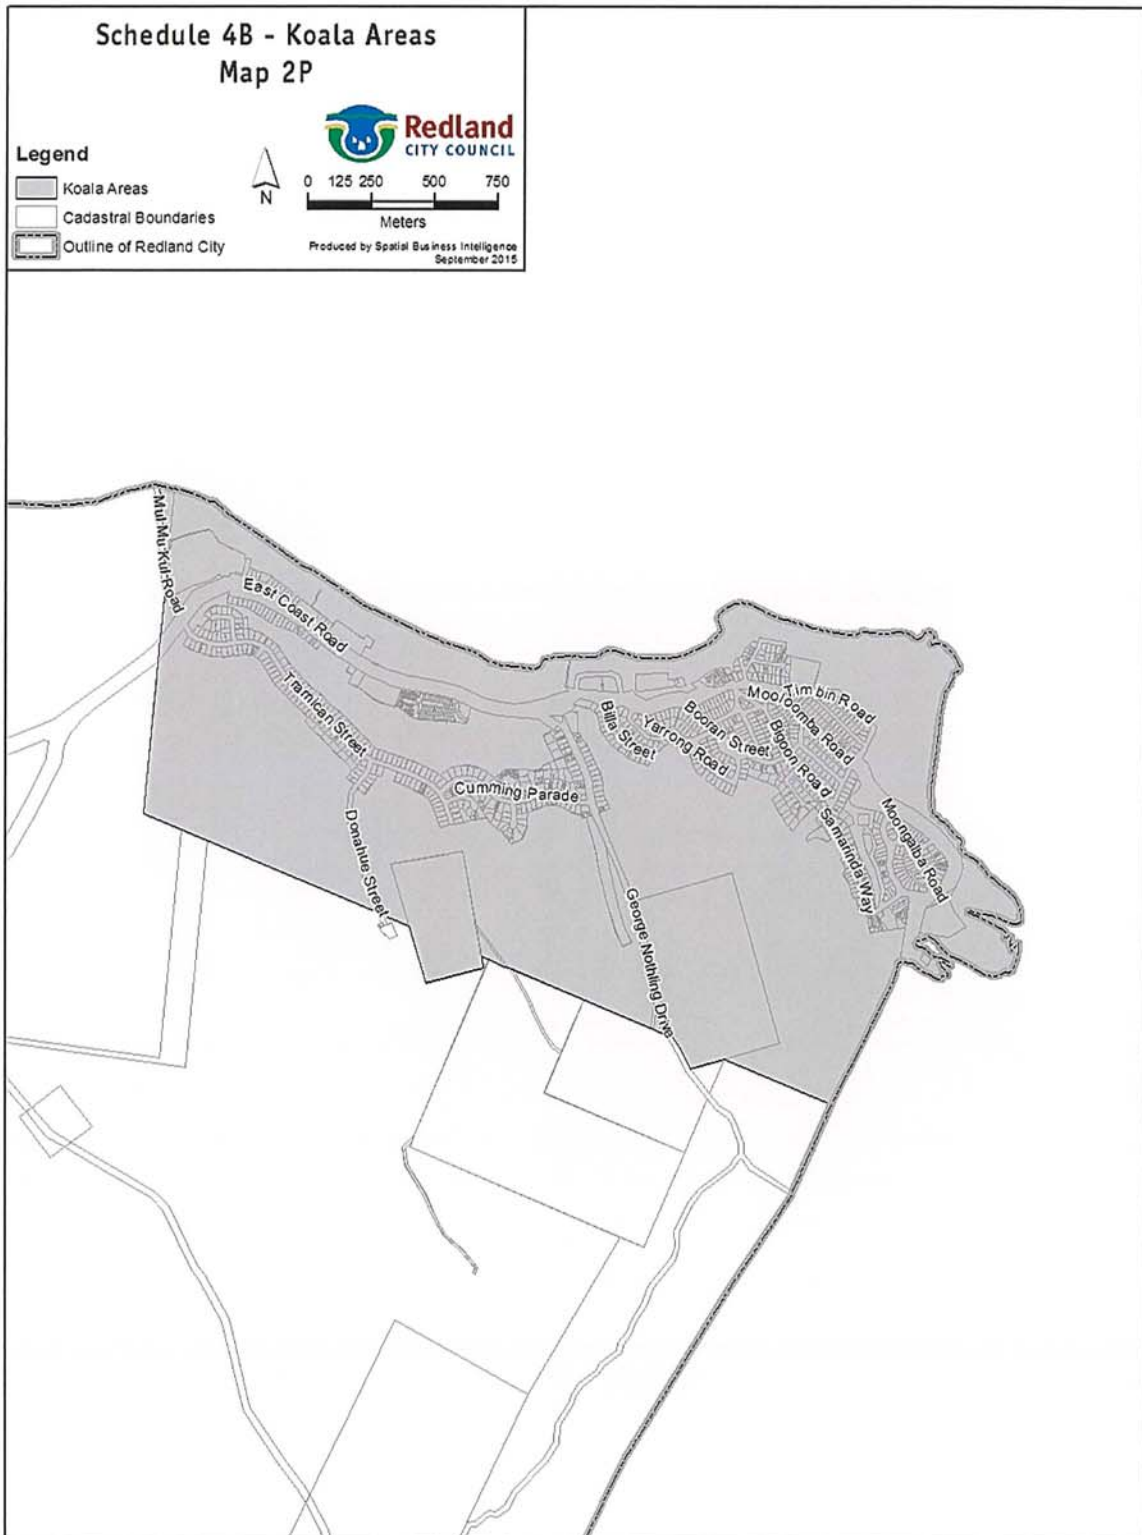 Schedule 4B - Koala Areas
Map 2P
Redland
CITY COUNCIL
Legend
Koala Areas
Cadastral Boundaries
Outline of Redland City
N
0 125 250 500 750
Meters
Produced by Spatial Business Intelligence
September 2015
Mul Mu Kul Road
East Coast Road
Tramican Street
Timbin Road
Mooloomba Road
Booran Street
Billa Street
Yarrong Road
Bigoon Road
Cumming Parade
Donahue Street
Samarinda Way
Moongalba Road
George Nothling Drive